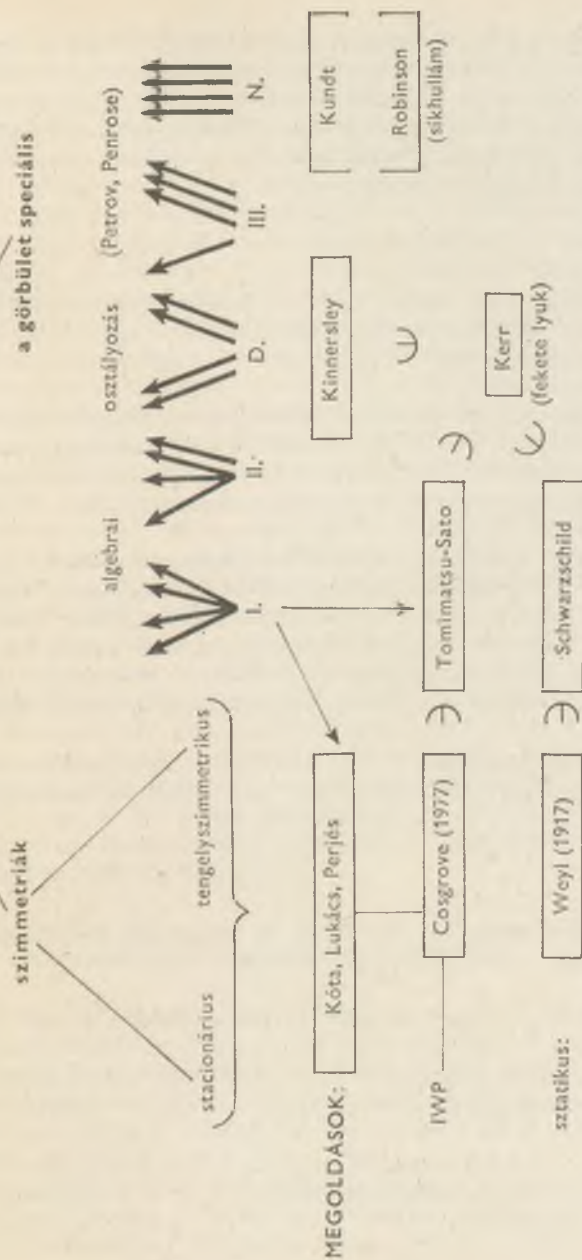 a görbület speciális
szimmetriák
algebrai osztályozás (Petrov, Penrose)
stacionárius tengelyszimmetrikus
I. II. D. III. N.
MEGOLDÁSOK: Kóta, Lukács, Perjés Kinnersley Kundt
Robinson
(síkhullám)
IWP Cosgrove (1977) Tomimatsu-Sato
Kerr
(fekete lyuk)
sztatikus: Weyl (1917) Schwarzschild